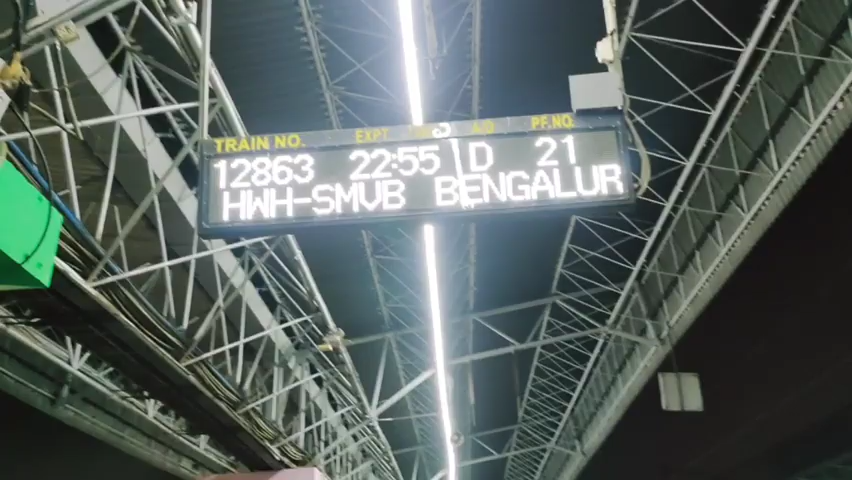 TRAIN NO. EXPT A/D PF.NO.
12863 22:55 D 21
HWH-SMVB BENGALUR